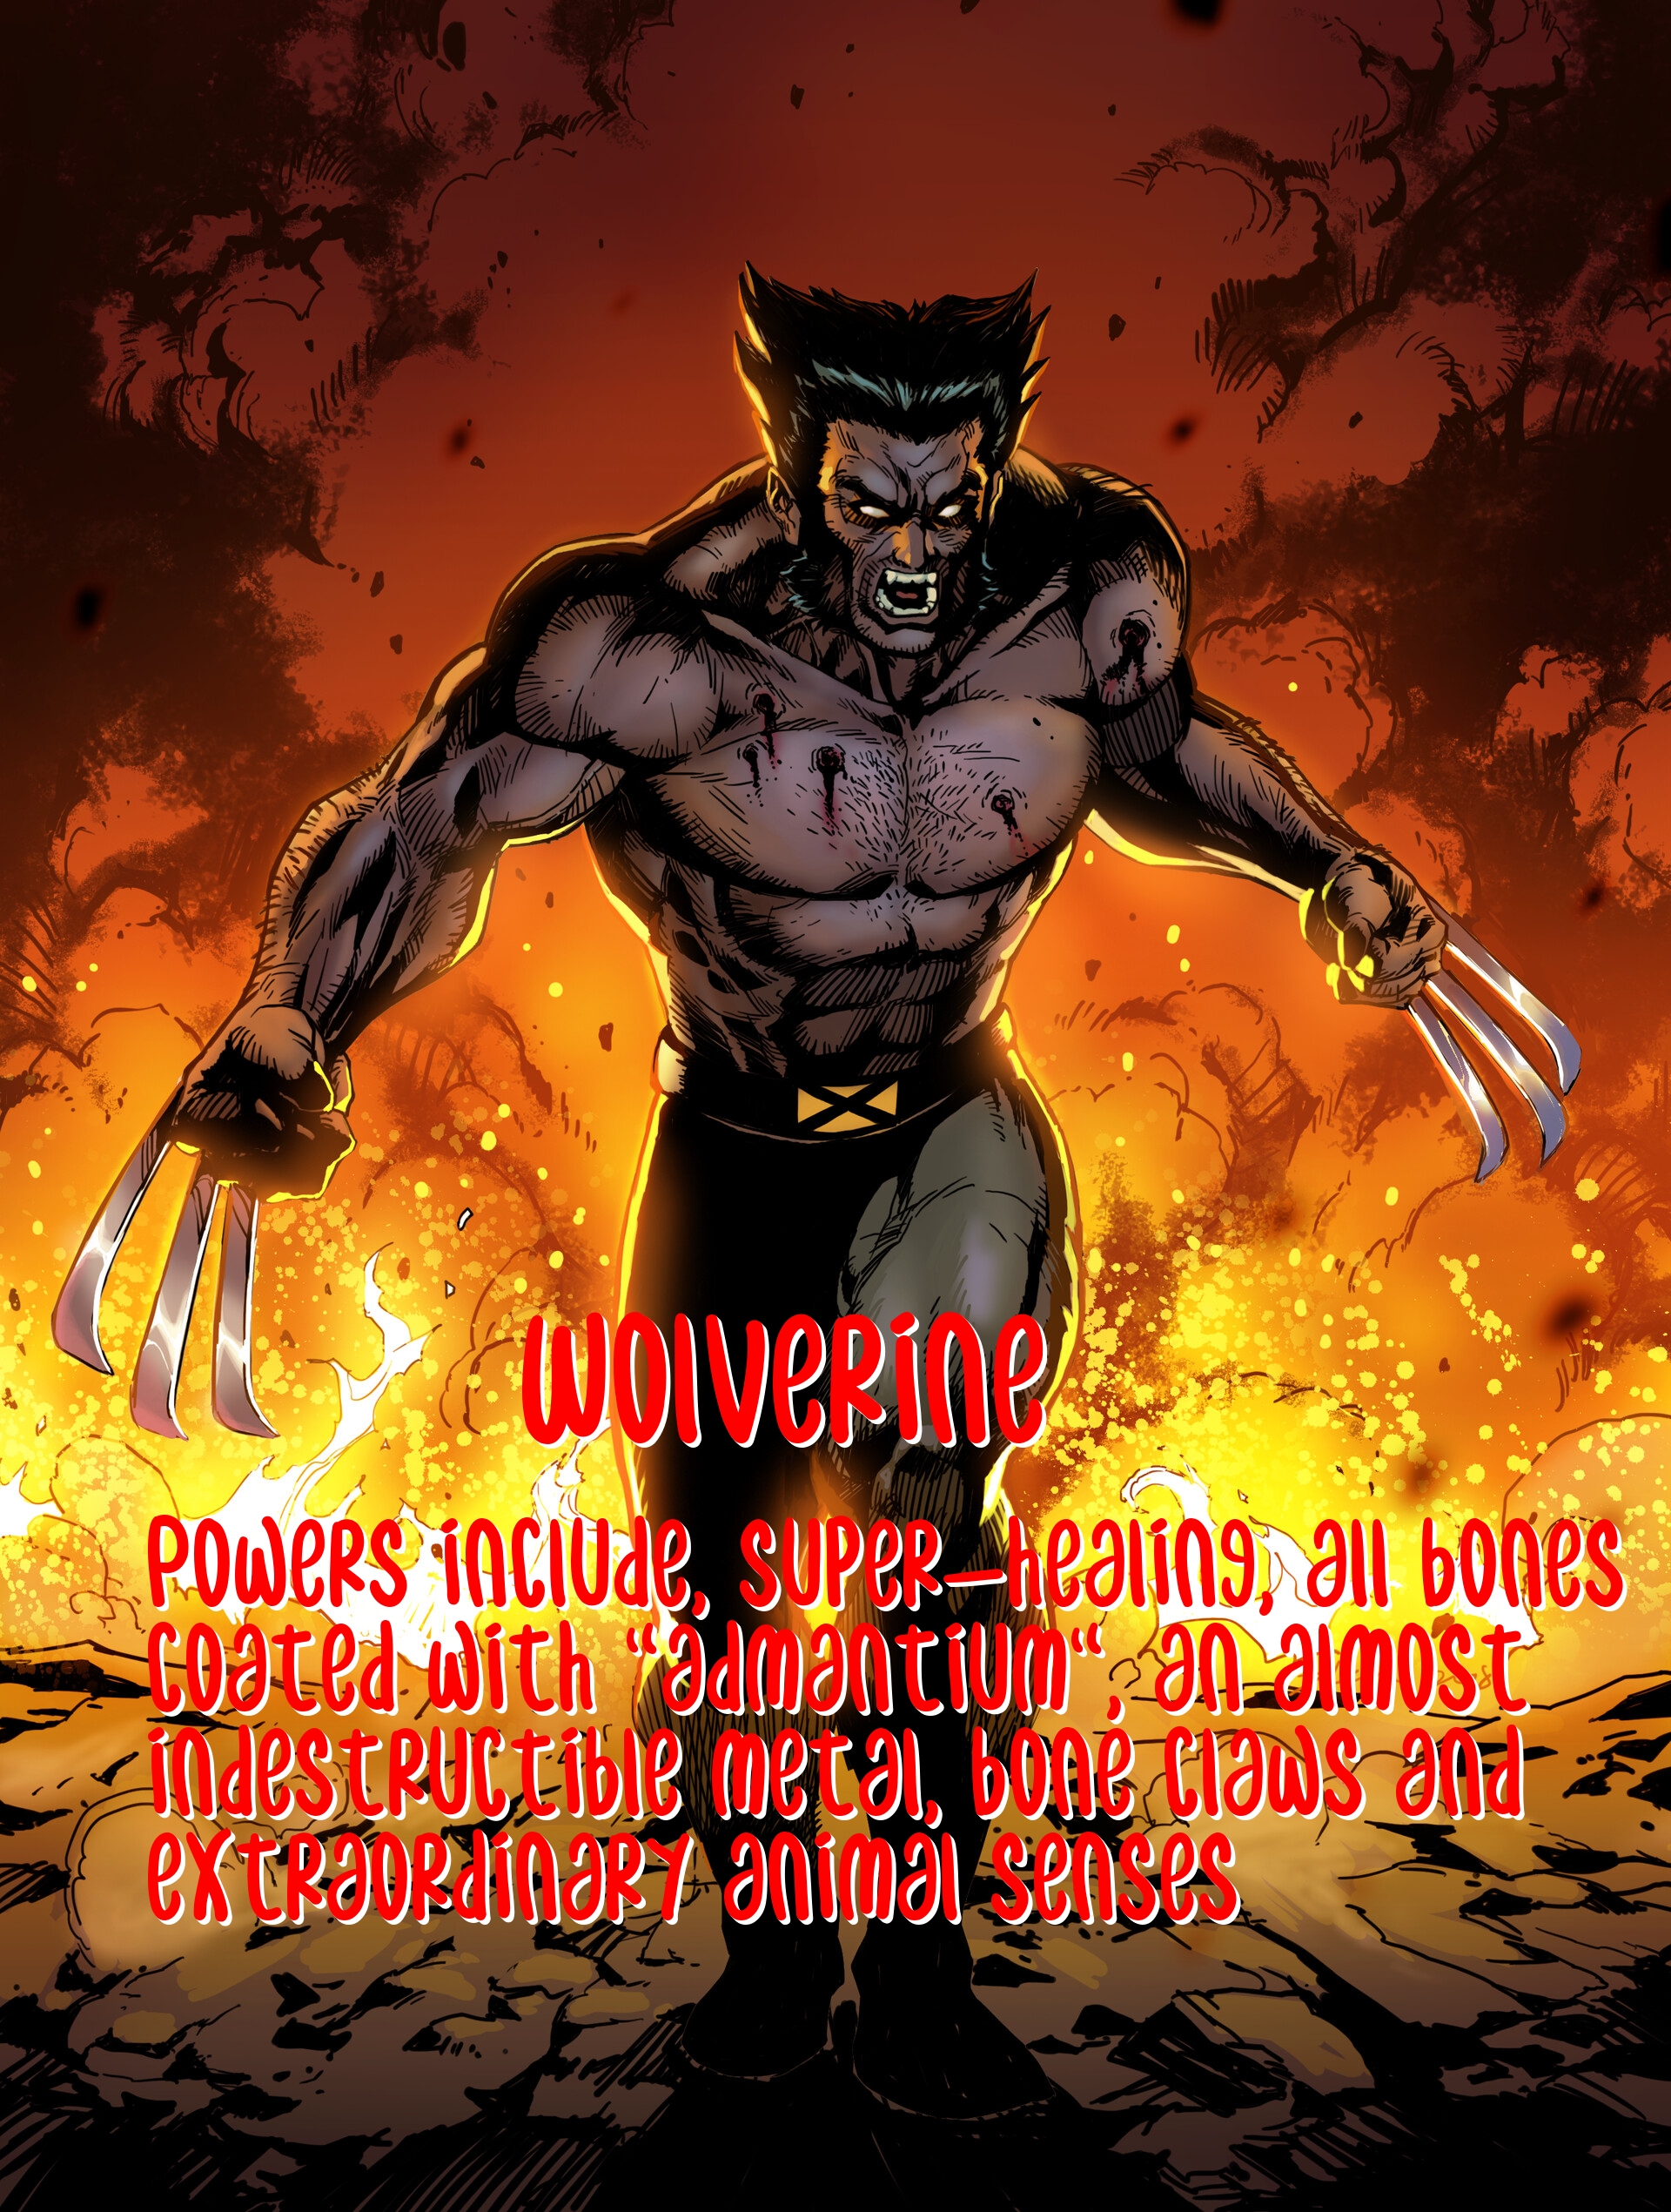 Wolverine
Powers include, super-healing, all bones
coated with "admantium", an almost
indestructible metal, bone claws and
extraordinary animal senses